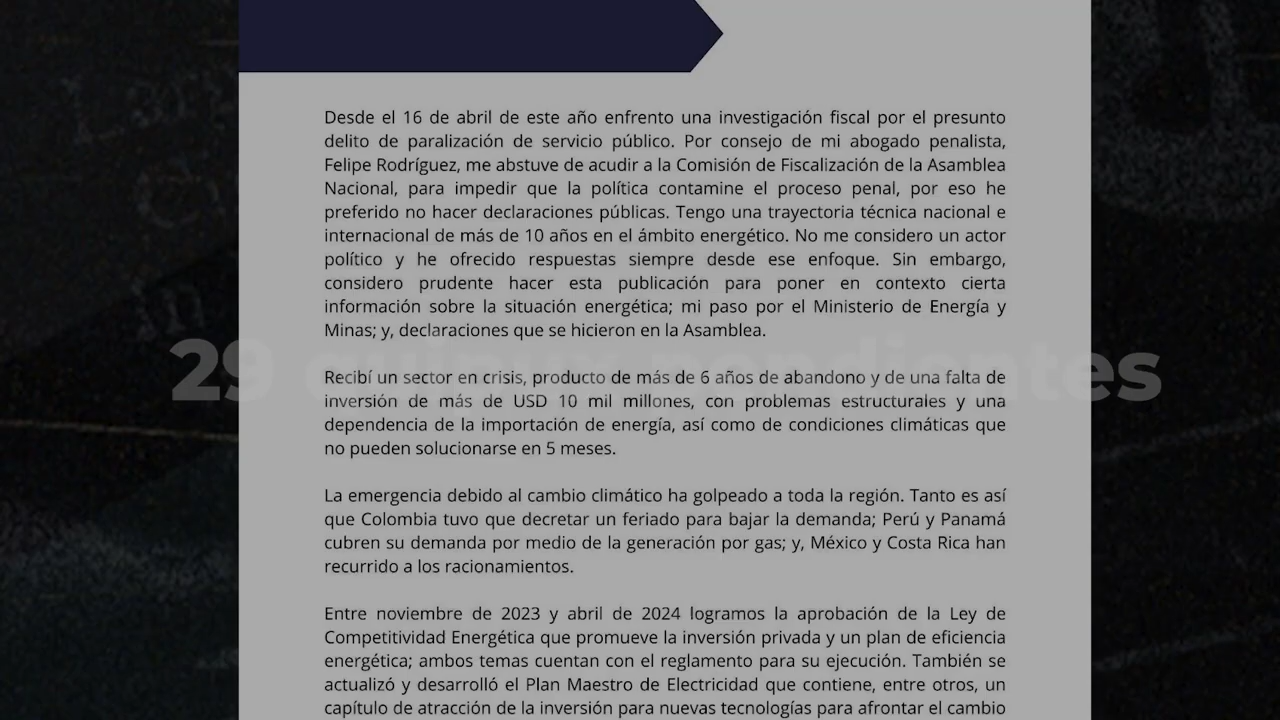 Desde el 16 de abril de este año enfrento una investigación fiscal por el presunto
delito de paralización de servicio público. Por consejo de mi abogado penalista,
Felipe Rodríguez, me abstuve de acudir a la Comisión de Fiscalización de la Asamblea
Nacional, para impedir que la política contamine el proceso penal, por eso he
preferido no hacer declaraciones públicas. Tengo una trayectoria técnica nacional e
internacional de más de 10 años en el ámbito energético. No me considero un actor
político y he ofrecido respuestas siempre desde ese enfoque. Sin embargo,
considero prudente hacer esta publicación para poner en contexto cierta
información sobre la situación energética; mi paso por el Ministerio de Energía y
Minas; y, declaraciones que se hicieron en la Asamblea.
29 quipux pendientes
Recibí un sector en crisis, producto de más de 6 años de abandono y de una falta de
inversión de más de USD 10 mil millones, con problemas estructurales y una
dependencia de la importación de energía, así como de condiciones climáticas que
no pueden solucionarse en 5 meses.
La emergencia debido al cambio climático ha golpeado a toda la región. Tanto es así
que Colombia tuvo que decretar un feriado para bajar la demanda; Perú y Panamá
cubren su demanda por medio de la generación por gas; y, México y Costa Rica han
recurrido a los racionamientos.
Entre noviembre de 2023 y abril de 2024 logramos la aprobación de la Ley de
Competitividad Energética que promueve la inversión privada y un plan de eficiencia
energética; ambos temas cuentan con el reglamento para su ejecución. También se
actualizó y desarrolló el Plan Maestro de Electricidad que contiene, entre otros, un
capítulo de atracción de la inversión para nuevas tecnologías para afrontar el cambio